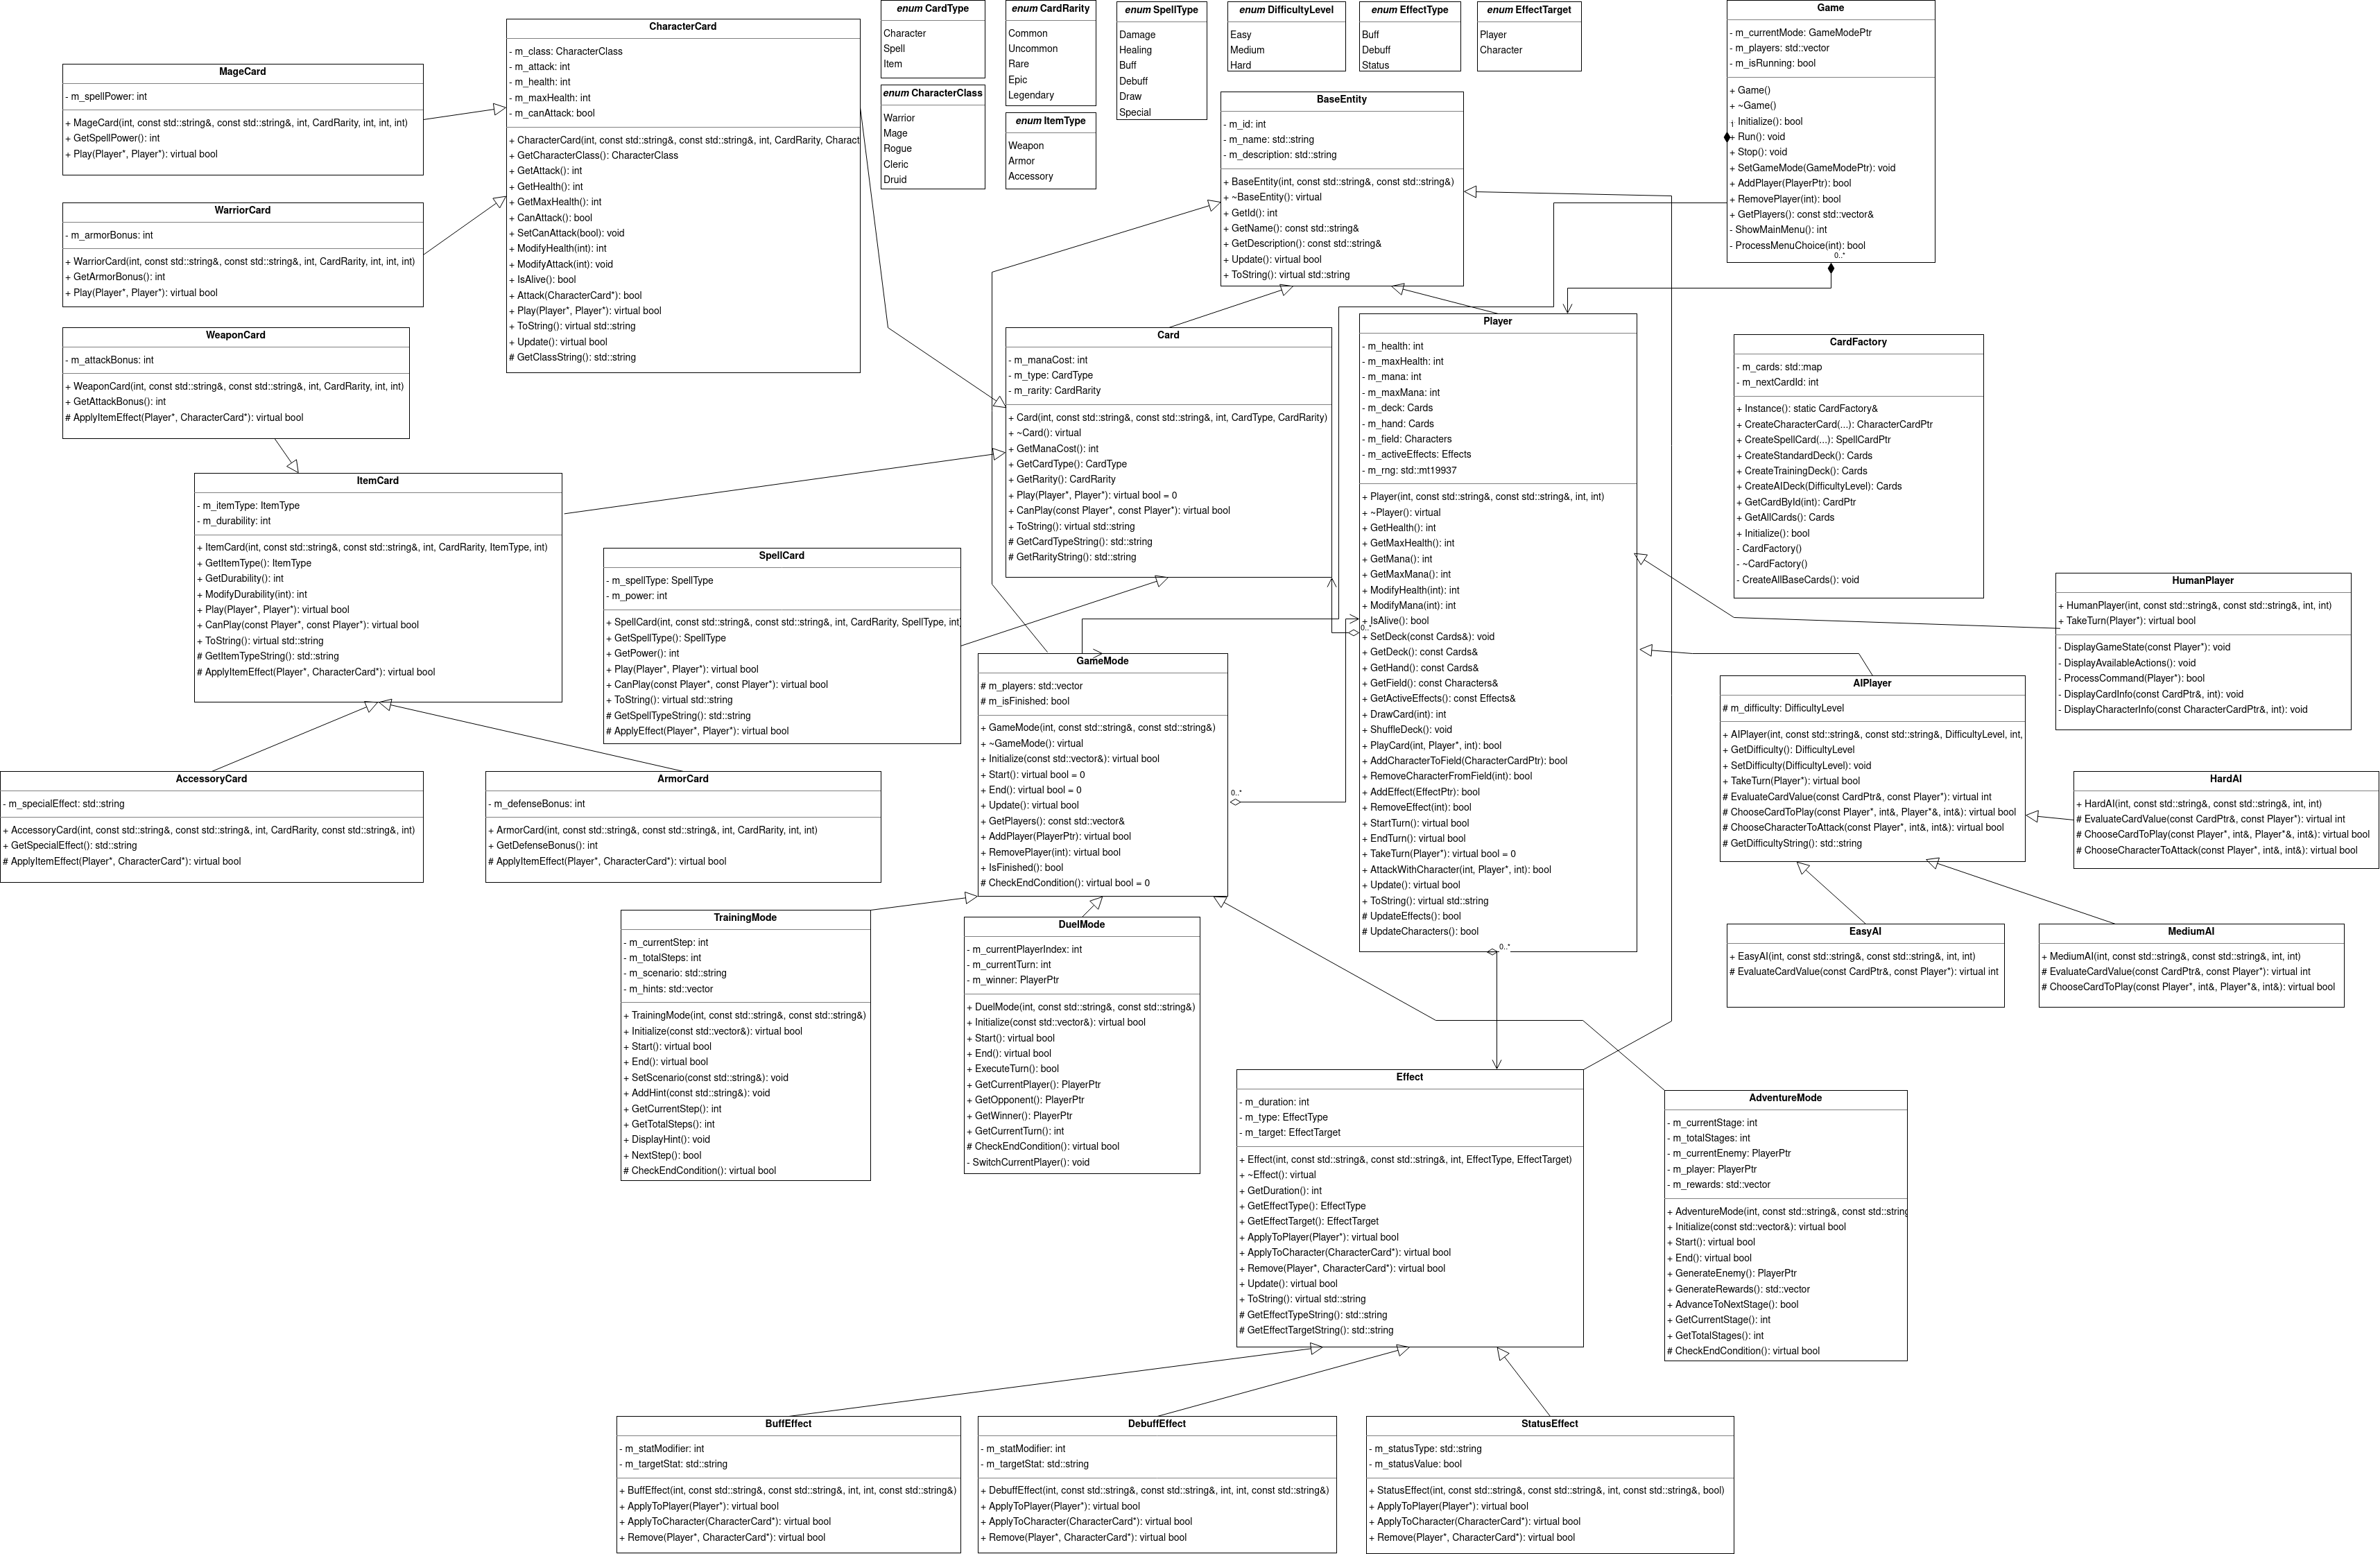 MageCard
- m_spellPower: int
+ MageCard(int, const std::string&, const std::string&, int, CardRarity, int, int, int)
+ GetSpellPower(): int
+ Play(Player*, Player*): virtual bool
WarriorCard
- m_armorBonus: int
+ WarriorCard(int, const std::string&, const std::string&, int, CardRarity, int, int, int)
+ GetArmorBonus(): int
+ Play(Player*, Player*): virtual bool
WeaponCard
- m_attackBonus: int
+ WeaponCard(int, const std::string&, const std::string&, int, CardRarity, int, int)
+ GetAttackBonus(): int
# ApplyItemEffect(Player*, CharacterCard*): virtual bool
CharacterCard
- m_class: CharacterClass
- m_attack: int
- m_health: int
- m_maxHealth: int
- m_canAttack: bool
+ CharacterCard(int, const std::string&, const std::string&, int, CardRarity, Charact
+ GetCharacterClass(): CharacterClass
+ GetAttack(): int
+ GetHealth(): int
+ GetMaxHealth(): int
+ CanAttack(): bool
+ SetCanAttack(bool): void
+ ModifyHealth(int): int
+ ModifyAttack(int): void
+ IsAlive(): bool
+ Attack(CharacterCard*): bool
+ Play(Player*, Player*): virtual bool
+ ToString(): virtual std::string
+ Update(): virtual bool
# GetClassString(): std::string
enum CardType
Character
Spell
Item
enum CharacterClass
Warrior
Mage
Rogue
Cleric
Druid
enum CardRarity
Common
Uncommon
Rare
Epic
Legendary
enum ItemType
Weapon
Armor
Accessory
enum SpellType
Damage
Healing
Buff
Debuff
Draw
Special
enum DifficultyLevel
Easy
Medium
Hard
enum EffectType
Buff
Debuff
Status
enum EffectTarget
Player
Character
BaseEntity
- m_id: int
- m_name: std::string
- m_description: std::string
+ BaseEntity(int, const std::string&, const std::string&)
+ ~BaseEntity(): virtual
+ GetId(): int
+ GetName(): const std::string&
+ GetDescription(): const std::string&
+ Update(): virtual bool
+ ToString(): virtual std::string
Game
- m_currentMode: GameModePtr
- m_players: std::vector
- m_isRunning: bool
+ Game()
+ ~Game()
Initialize(): bool
+ Run(): void
+ Stop(): void
+ SetGameMode(GameModePtr): void
+ AddPlayer(PlayerPtr): bool
+ RemovePlayer(int): bool
+ GetPlayers(): const std::vector&
- ShowMainMenu(): int
- ProcessMenuChoice(int): bool
0..*
Card
- m_manaCost: int
- m_type: CardType
- m_rarity: CardRarity
+ Card(int, const std::string&, const std::string&, int, CardType, CardRarity)
+ ~Card(): virtual
+ GetManaCost(): int
+ GetCardType(): CardType
+ GetRarity(): CardRarity
+ Play(Player*, Player*): virtual bool = 0
+ CanPlay(const Player*, const Player*): virtual bool
+ ToString(): virtual std::string
# GetCardTypeString(): std::string
# GetRarityString(): std::string
Player
- m_health: int
- m_maxHealth: int
- m_mana: int
- m_maxMana: int
- m_deck: Cards
- m_hand: Cards
- m_field: Characters
- m_activeEffects: Effects
- m_rng: std::mt19937
+ Player(int, const std::string&, const std::string&, int, int)
+ ~Player(): virtual
+ GetHealth(): int
+ GetMaxHealth(): int
+ GetMana(): int
+ GetMaxMana(): int
+ ModifyHealth(int): int
+ ModifyMana(int): int
+ IsAlive(): bool
0..*
+ SetDeck(const Cards&): void
+ GetDeck(): const Cards&
+ GetHand(): const Cards&
+ GetField(): const Characters&
+ GetActiveEffects(): const Effects&
+ DrawCard(int): int
+ ShuffleDeck(): void
+ PlayCard(int, Player*, int): bool
+ AddCharacterToField(CharacterCardPtr): bool
+ RemoveCharacterFromField(int): bool
+ AddEffect(EffectPtr): bool
+ RemoveEffect(int): bool
+ StartTurn(): virtual bool
+ EndTurn(): virtual bool
+ TakeTurn(Player*): virtual bool = 0
+ AttackWithCharacter(int, Player*, int): bool
+ Update(): virtual bool
+ ToString(): virtual std::string
# UpdateEffects(): bool
# UpdateCharacters(): bool
0..*
CardFactory
- m_cards: std::map
- m_nextCardId: int
+ Instance(): static CardFactory&
+ CreateCharacterCard(...): CharacterCardPtr
+ CreateSpellCard(...): SpellCardPtr
+ CreateStandardDeck(): Cards
+ CreateTrainingDeck(): Cards
+ CreateAIDeck(DifficultyLevel): Cards
+ GetCardById(int): CardPtr
+ GetAllCards(): Cards
+ Initialize(): bool
- CardFactory()
- ~CardFactory()
- CreateAllBaseCards(): void
ItemCard
- m_itemType: ItemType
- m_durability: int
+ ItemCard(int, const std::string&, const std::string&, int, CardRarity, ItemType, int)
+ GetItemType(): ItemType
+ GetDurability(): int
+ ModifyDurability(int): int
+ Play(Player*, Player*): virtual bool
+ CanPlay(const Player*, const Player*): virtual bool
+ ToString(): virtual std::string
# GetItemTypeString(): std::string
# ApplyItemEffect(Player*, CharacterCard*): virtual bool
SpellCard
- m_spellType: SpellType
- m_power: int
+ SpellCard(int, const std::string&, const std::string&, int, CardRarity, SpellType, int
+ GetSpellType(): SpellType
+ GetPower(): int
+ Play(Player*, Player*): virtual bool
+ CanPlay(const Player*, const Player*): virtual bool
+ ToString(): virtual std::string
# GetSpellTypeString(): std::string
# ApplyEffect(Player*, Player*): virtual bool
GameMode
# m_players: std::vector
# m_isFinished: bool
+ GameMode(int, const std::string&, const std::string&)
+ ~GameMode(): virtual
+ Initialize(const std::vector&): virtual bool
+ Start(): virtual bool = 0
+ End(): virtual bool = 0
+ Update(): virtual bool
+ GetPlayers(): const std::vector&
+ AddPlayer(PlayerPtr): virtual bool
+ RemovePlayer(int): virtual bool
+ IsFinished(): bool
# CheckEndCondition(): virtual bool = 0
0..*
HumanPlayer
+ HumanPlayer(int, const std::string&, const std::string&, int, int)
+ TakeTurn(Player*): virtual bool
- DisplayGameState(const Player*): void
- DisplayAvailableActions(): void
- ProcessCommand(Player*): bool
- DisplayCardInfo(const CardPtr&, int): void
- DisplayCharacterInfo(const CharacterCardPtr&, int): void
AIPlayer
# m_difficulty: DifficultyLevel
+ AIPlayer(int, const std::string&, const std::string&, DifficultyLevel, int,
+ GetDifficulty(): DifficultyLevel
+ SetDifficulty(DifficultyLevel): void
+ TakeTurn(Player*): virtual bool
# EvaluateCardValue(const CardPtr&, const Player*): virtual int
# ChooseCardToPlay(const Player*, int&, Player*&, int&): virtual bool
# ChooseCharacterToAttack(const Player*, int&, int&): virtual bool
# GetDifficultyString(): std::string
HardAI
+ HardAI(int, const std::string&, const std::string&, int, int)
# EvaluateCardValue(const CardPtr&, const Player*): virtual int
# ChooseCardToPlay(const Player*, int&, Player*&, int&): virtual bool
# ChooseCharacterToAttack(const Player*, int&, int&): virtual bool
AccessoryCard
- m_specialEffect: std::string
+ AccessoryCard(int, const std::string&, const std::string&, int, CardRarity, const std::string&, int)
+ GetSpecialEffect(): std::string
# ApplyItemEffect(Player*, CharacterCard*): virtual bool
ArmorCard
- m_defenseBonus: int
+ ArmorCard(int, const std::string&, const std::string&, int, CardRarity, int, int)
+ GetDefenseBonus(): int
# ApplyItemEffect(Player*, CharacterCard*): virtual bool
EasyAI
+ EasyAI(int, const std::string&, const std::string&, int, int)
# EvaluateCardValue(const CardPtr&, const Player*): virtual int
MediumAI
+ MediumAI(int, const std::string&, const std::string&, int, int)
# EvaluateCardValue(const CardPtr&, const Player*): virtual int
# ChooseCardToPlay(const Player*, int&, Player*&, int&): virtual bool
TrainingMode
- m_currentStep: int
- m_totalSteps: int
- m_scenario: std::string
- m_hints: std::vector
+ TrainingMode(int, const std::string&, const std::string&)
+ Initialize(const std::vector&): virtual bool
+ Start(): virtual bool
+ End(): virtual bool
+ SetScenario(const std::string&): void
+ AddHint(const std::string&): void
+ GetCurrentStep(): int
+ GetTotalSteps(): int
+ DisplayHint(): void
+ NextStep(): bool
# CheckEndCondition(): virtual bool
DuelMode
- m_currentPlayerIndex: int
- m_currentTurn: int
- m_winner: PlayerPtr
+ DuelMode(int, const std::string&, const std::string&)
+ Initialize(const std::vector&): virtual bool
+ Start(): virtual bool
+ End(): virtual bool
+ ExecuteTurn(): bool
+ GetCurrentPlayer(): PlayerPtr
+ GetOpponent(): PlayerPtr
+ GetWinner(): PlayerPtr
+ GetCurrentTurn(): int
# CheckEndCondition(): virtual bool
- SwitchCurrentPlayer(): void
Effect
- m_duration: int
- m_type: EffectType
- m_target: EffectTarget
+ Effect(int, const std::string&, const std::string&, int, EffectType, EffectTarget)
+ ~Effect(): virtual
+ GetDuration(): int
+ GetEffectType(): EffectType
+ GetEffectTarget(): EffectTarget
+ ApplyToPlayer(Player*): virtual bool
+ ApplyToCharacter(CharacterCard*): virtual bool
+ Remove(Player*, CharacterCard*): virtual bool
+ Update(): virtual bool
+ ToString(): virtual std::string
# GetEffectTypeString(): std::string
# GetEffectTargetString(): std::string
AdventureMode
- m_currentStage: int
- m_totalStages: int
- m_currentEnemy: PlayerPtr
- m_player: PlayerPtr
- m_rewards: std::vector
+ AdventureMode(int, const std::string&, const std::string
+ Initialize(const std::vector&): virtual bool
+ Start(): virtual bool
+ End(): virtual bool
+ GenerateEnemy(): PlayerPtr
+ GenerateRewards(): std::vector
+ AdvanceToNextStage(): bool
+ GetCurrentStage(): int
+ GetTotalStages(): int
# CheckEndCondition(): virtual bool
BuffEffect
- m_statModifier: int
- m_targetStat: std::string
+ BuffEffect(int, const std::string&, const std::string&, int, int, const std::string&)
+ ApplyToPlayer(Player*): virtual bool
+ ApplyToCharacter(CharacterCard*): virtual bool
+ Remove(Player*, CharacterCard*): virtual bool
DebuffEffect
- m_statModifier: int
- m_targetStat: std::string
+ DebuffEffect(int, const std::string&, const std::string&, int, int, const std::string&)
+ ApplyToPlayer(Player*): virtual bool
+ ApplyToCharacter(CharacterCard*): virtual bool
+ Remove(Player*, CharacterCard*): virtual bool
StatusEffect
- m_statusType: std::string
- m_statusValue: bool
+ StatusEffect(int, const std::string&, const std::string&, int, const std::string&, bool)
+ ApplyToPlayer(Player*): virtual bool
+ ApplyToCharacter(CharacterCard*): virtual bool
+ Remove(Player*, CharacterCard*): virtual bool